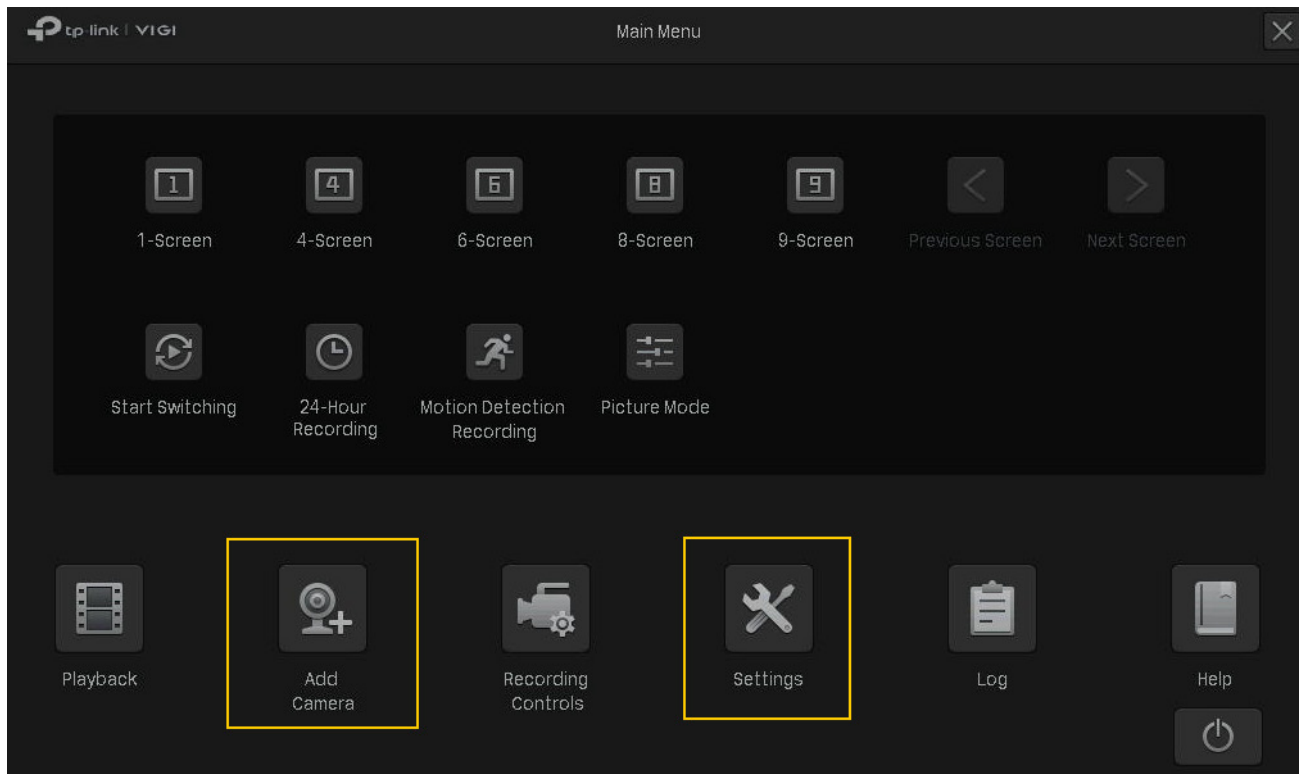 tp-link | VIGI
Main Menu
1
4
6
8
9
1-Screen
4-Screen
6-Screen
8-Screen
9-Screen
Previous Screen
Next Screen
Start Switching
24-Hour
Recording
Motion Detection
Recording
Picture Mode
Playback
Add
Camera
Recording
Controls
Settings
Log
Help